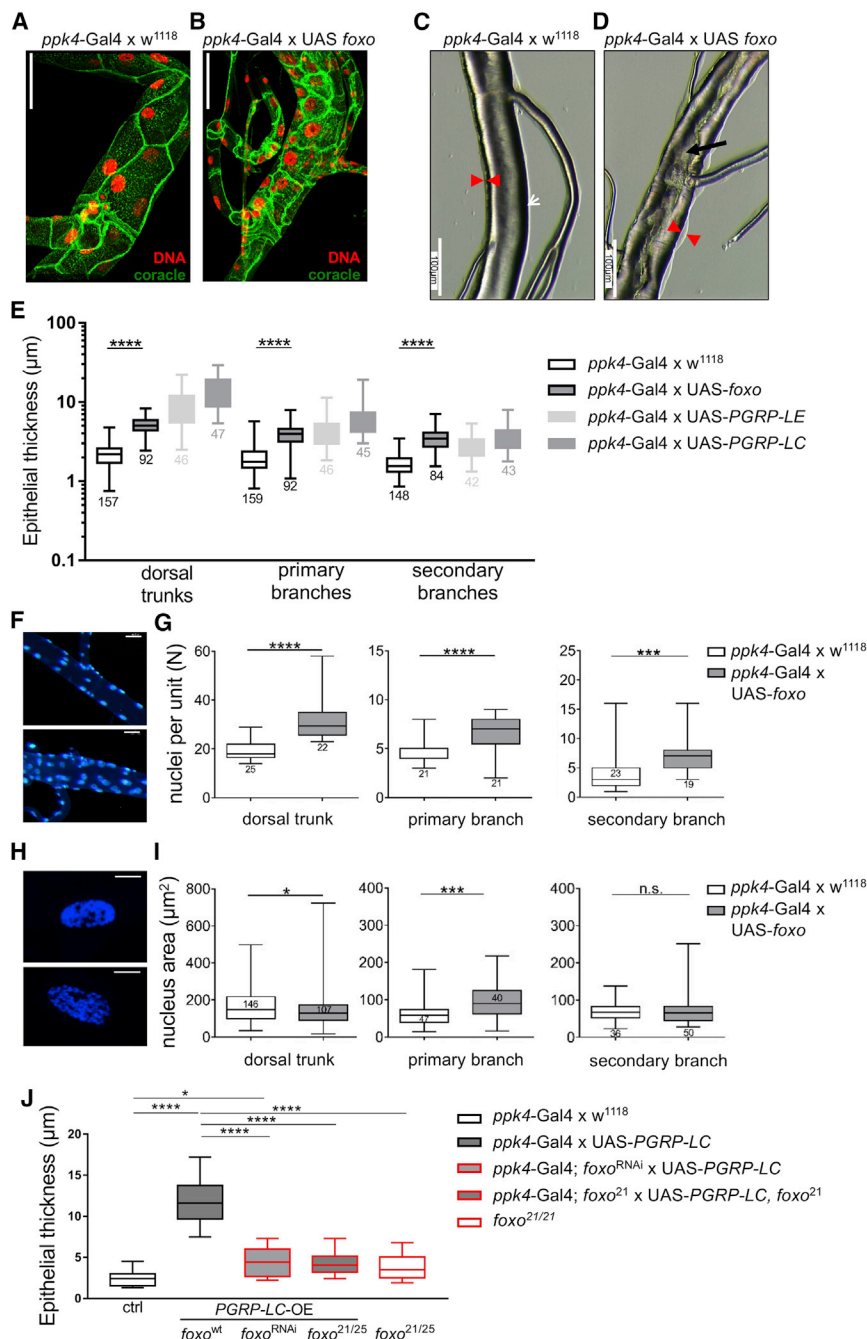 A
ppk4-Gal4 x w1118
B
ppk4-Gal4 x UAS foxo
C
ppk4-Gal4 x w1118
D
ppk4-Gal4 x UAS foxo
DNA
coracle
DNA
coracle
100µm
100µm
E
Epithelial thickness (µm)
100
10
1
0.1
****
****
****
157
92
46
47
159
92
46
45
148
84
42
43
dorsal trunks
primary branches
secondary branches
ppk4-Gal4 x w1118
ppk4-Gal4 x UAS-foxo
ppk4-Gal4 x UAS-PGRP-LE
ppk4-Gal4 x UAS-PGRP-LC
F
G
nuclei per unit (N)
60
40
20
0
****
25
22
dorsal trunk
15
10
5
0
****
21
21
primary branch
25
20
15
10
5
0
***
23
19
secondary branch
ppk4-Gal4 x w1118
ppk4-Gal4 x
UAS-foxo
H
I
nucleus area (µm2)
800
600
400
200
0
*
146
107
dorsal trunk
400
300
200
100
0
***
47
40
primary branch
400
300
200
100
0
n.s.
36
50
secondary branch
ppk4-Gal4 x w1118
ppk4-Gal4 x
UAS-foxo
J
Epithelial thickness (µm)
20
15
10
5
0
*
****
****
****
****
ctrl
PGRP-LC-OE
foxowt
foxoRNAi
foxo21/25
foxo21/25
ppk4-Gal4 x w1118
ppk4-Gal4 x UAS-PGRP-LC
ppk4-Gal4; foxoRNAi x UAS-PGRP-LC
ppk4-Gal4; foxo21 x UAS-PGRP-LC, foxo21
foxo21/21